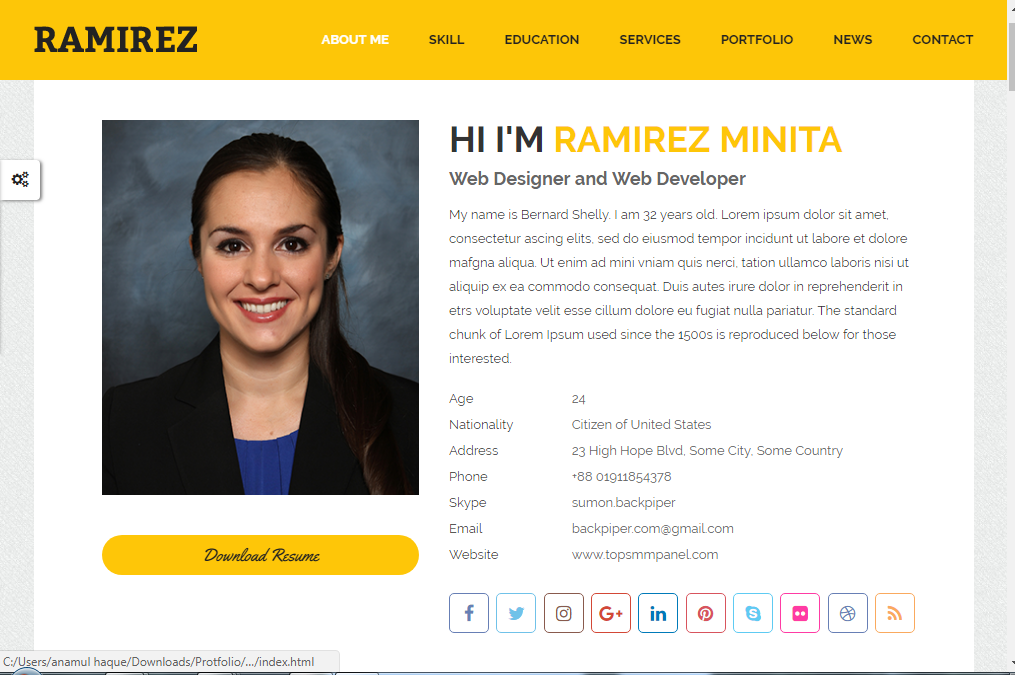 RAMIREZ
ABOUT ME SKILL EDUCATION SERVICES PORTFOLIO NEWS CONTACT
HI I'M RAMIREZ MINITA
Web Designer and Web Developer
My name is Bernard Shelly. I am 32 years old. Lorem ipsum dolor sit amet,
consectetur ascing elits, sed do eiusmod tempor incidunt ut labore et dolore
mafgna aliqua. Ut enim ad mini vniam quis nerci, tation ullamco laboris nisi ut
aliquip ex ea commodo consequat. Duis autes irure dolor in reprehenderit in
etrs voluptate velit esse cillum dolore eu fugiat nulla pariatur. The standard
chunk of Lorem Ipsum used since the 1500s is reproduced below for those
interested.
Age 24
Nationality Citizen of United States
Address 23 High Hope Blvd, Some City, Some Country
Phone +88 01911854378
Skype sumon.backpiper
Email backpiper.com@gmail.com
Website www.topsmmpanel.com
Download Resume
C:/Users/anamul haque/Downloads/Protfolio/.../index.html